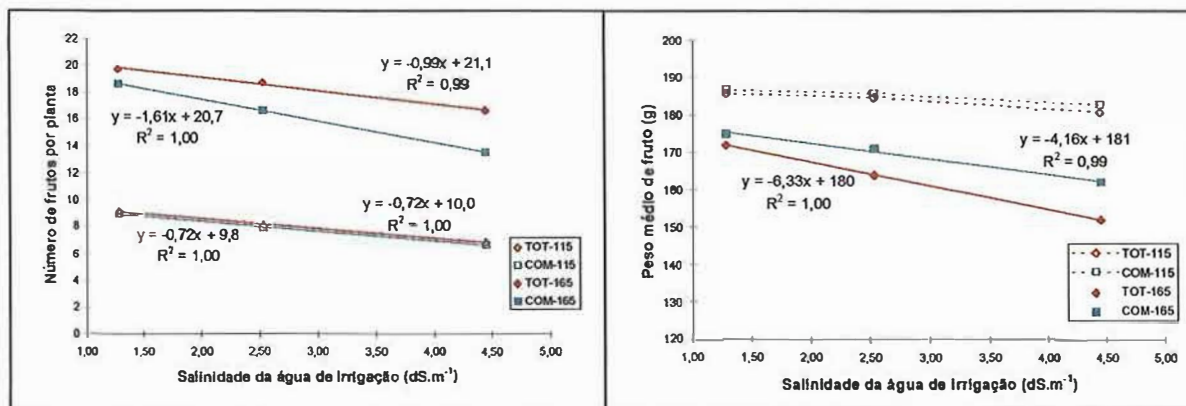 Número de frutos por planta
22
20
18
16
14
12
10
8
6
4
2
0
y = -0,99x + 21,1
R² = 0,99
y = -1,61x + 20,7
R² = 1,00
y = -0,72x + 10,0
R² = 1,00
y = -0,72x + 9,8
R² = 1,00
TOT-115
COM-115
TOT-165
COM-165
1,00 1,50 2,00 2,50 3,00 3,50 4,00 4,50 5,00
Salinidade da água de irrigação (dS.m⁻¹)
Peso médio de fruto (g)
200
190
180
170
160
150
140
130
120
y = -4,16x + 181
R² = 0,99
y = -6,33x + 180
R² = 1,00
TOT-115
COM-115
TOT-165
COM-165
1,00 1,50 2,00 2,50 3,00 3,50 4,00 4,50 5,00
Salinidade da água de irrigação (dS.m⁻¹)